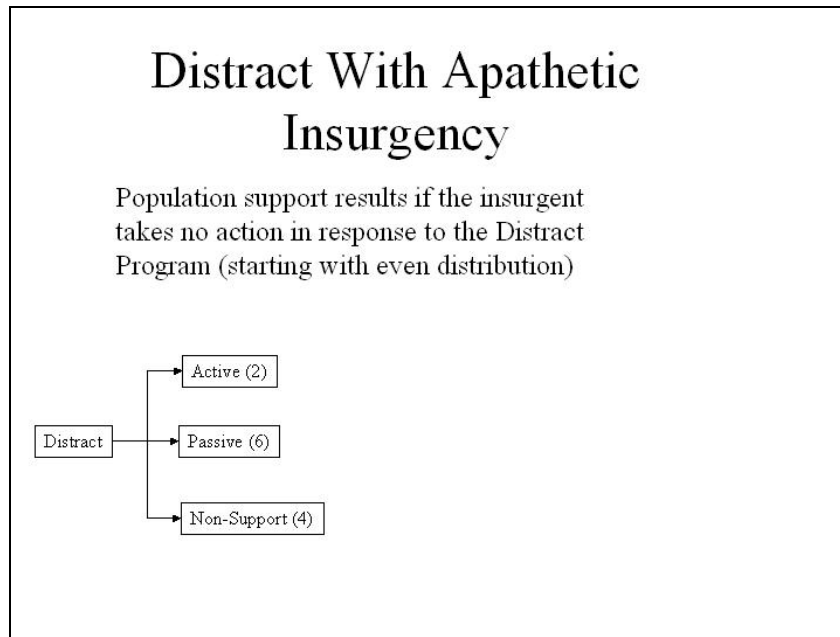 Distract With Apathetic
Insurgency
Population support results if the insurgent
takes no action in response to the Distract
Program (starting with even distribution)
Active (2)
Distract
Passive (6)
Non-Support (4)